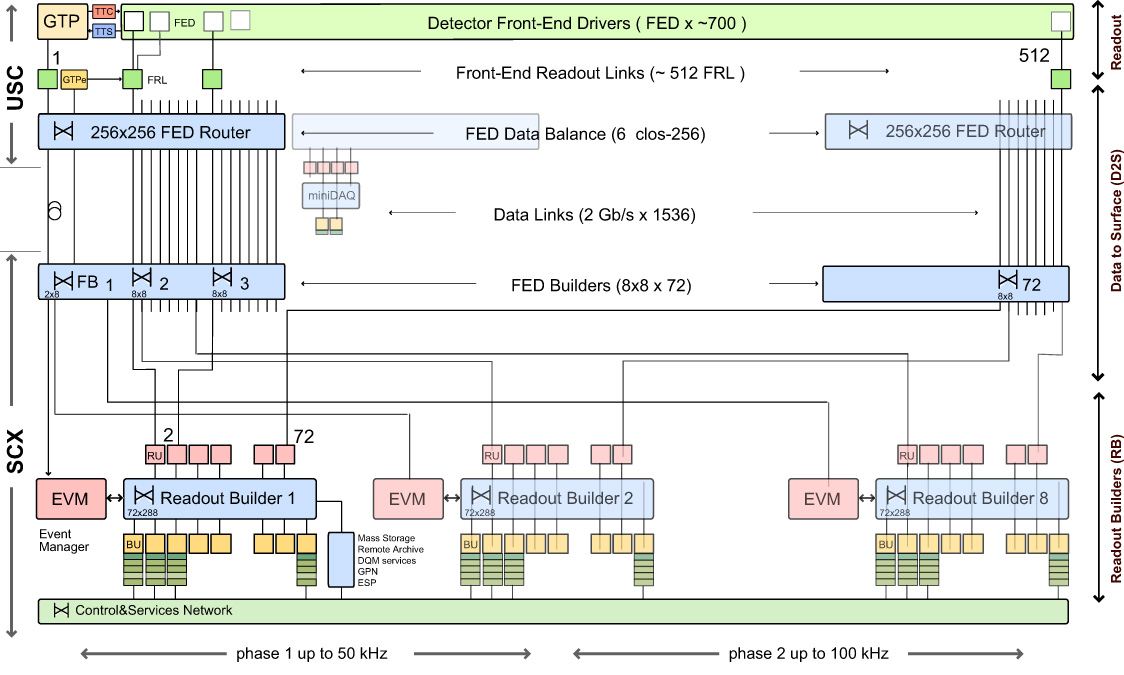 GTP
TTC
TTS
FED
Detector Front-End Drivers ( FED x ~700 )
Readout
1
512
GTPe
FRL
Front-End Readout Links (~ 512 FRL )
USC
256x256 FED Router
FED Data Balance (6 clos-256)
256x256 FED Router
miniDAQ
Data Links (2 Gb/s x 1536)
Data to Surface (D2S)
FB 1
2x8
2
8x8
3
8x8
FED Builders (8x8 x 72)
72
8x8
SCX
2
72
RU
RU
RU
EVM
Readout Builder 1
72x288
EVM
Readout Builder 2
72x288
EVM
Readout Builder 8
72x288
Readout Builders (RB)
Event
Manager
BU
Mass Storage
Remote Archive
DQM services
GPN
ESP
BU
BU
Control&Services Network
phase 1 up to 50 kHz
phase 2 up to 100 kHz